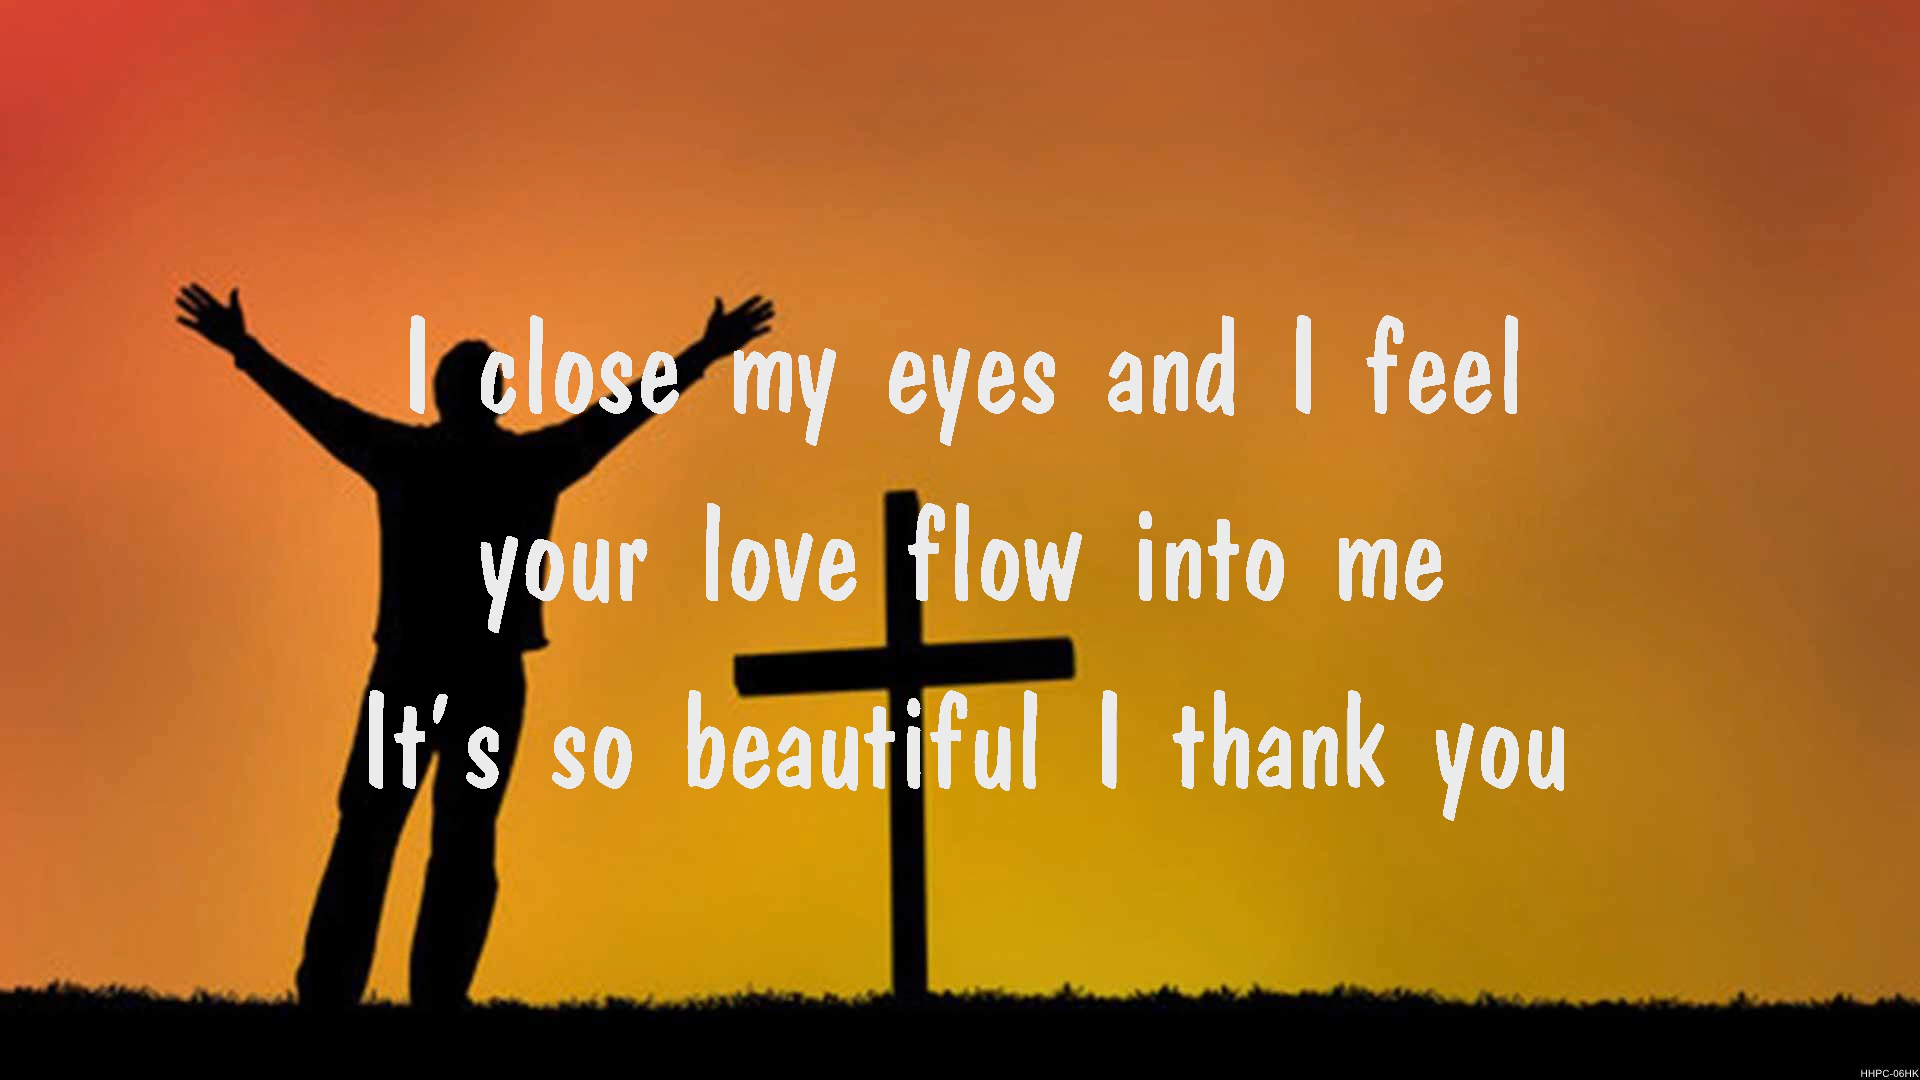 I close my eyes and I feel
your love flow into me
It's so beautiful I thank you
HHPC-06HK